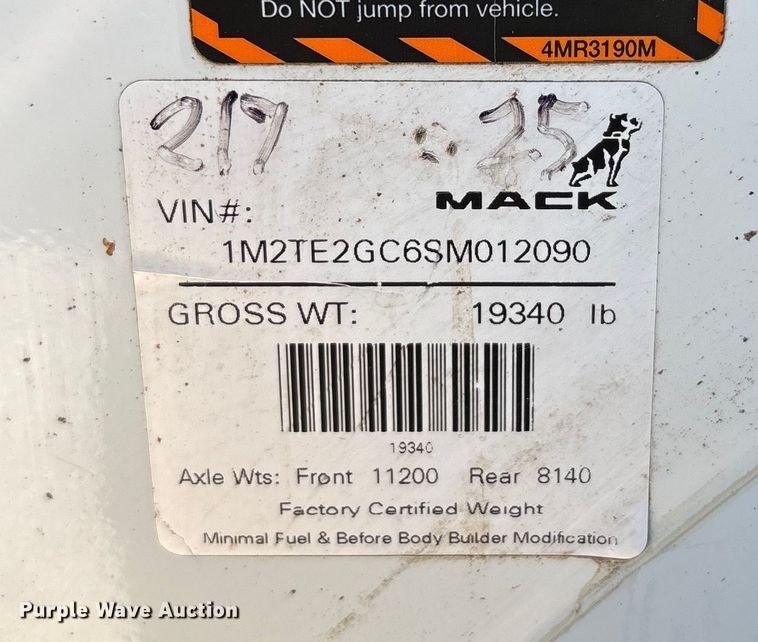 Do NOT jump from vehicle.
4MR3190M
217 25
MACK
VIN#:
1M2TE2GC6SM012090
GROSS WT: 19340 lb
19340
Axle Wts: Front 11200 Rear 8140
Factory Certified Weight
Minimal Fuel & Before Body Builder Modification
Purple Wave Auction